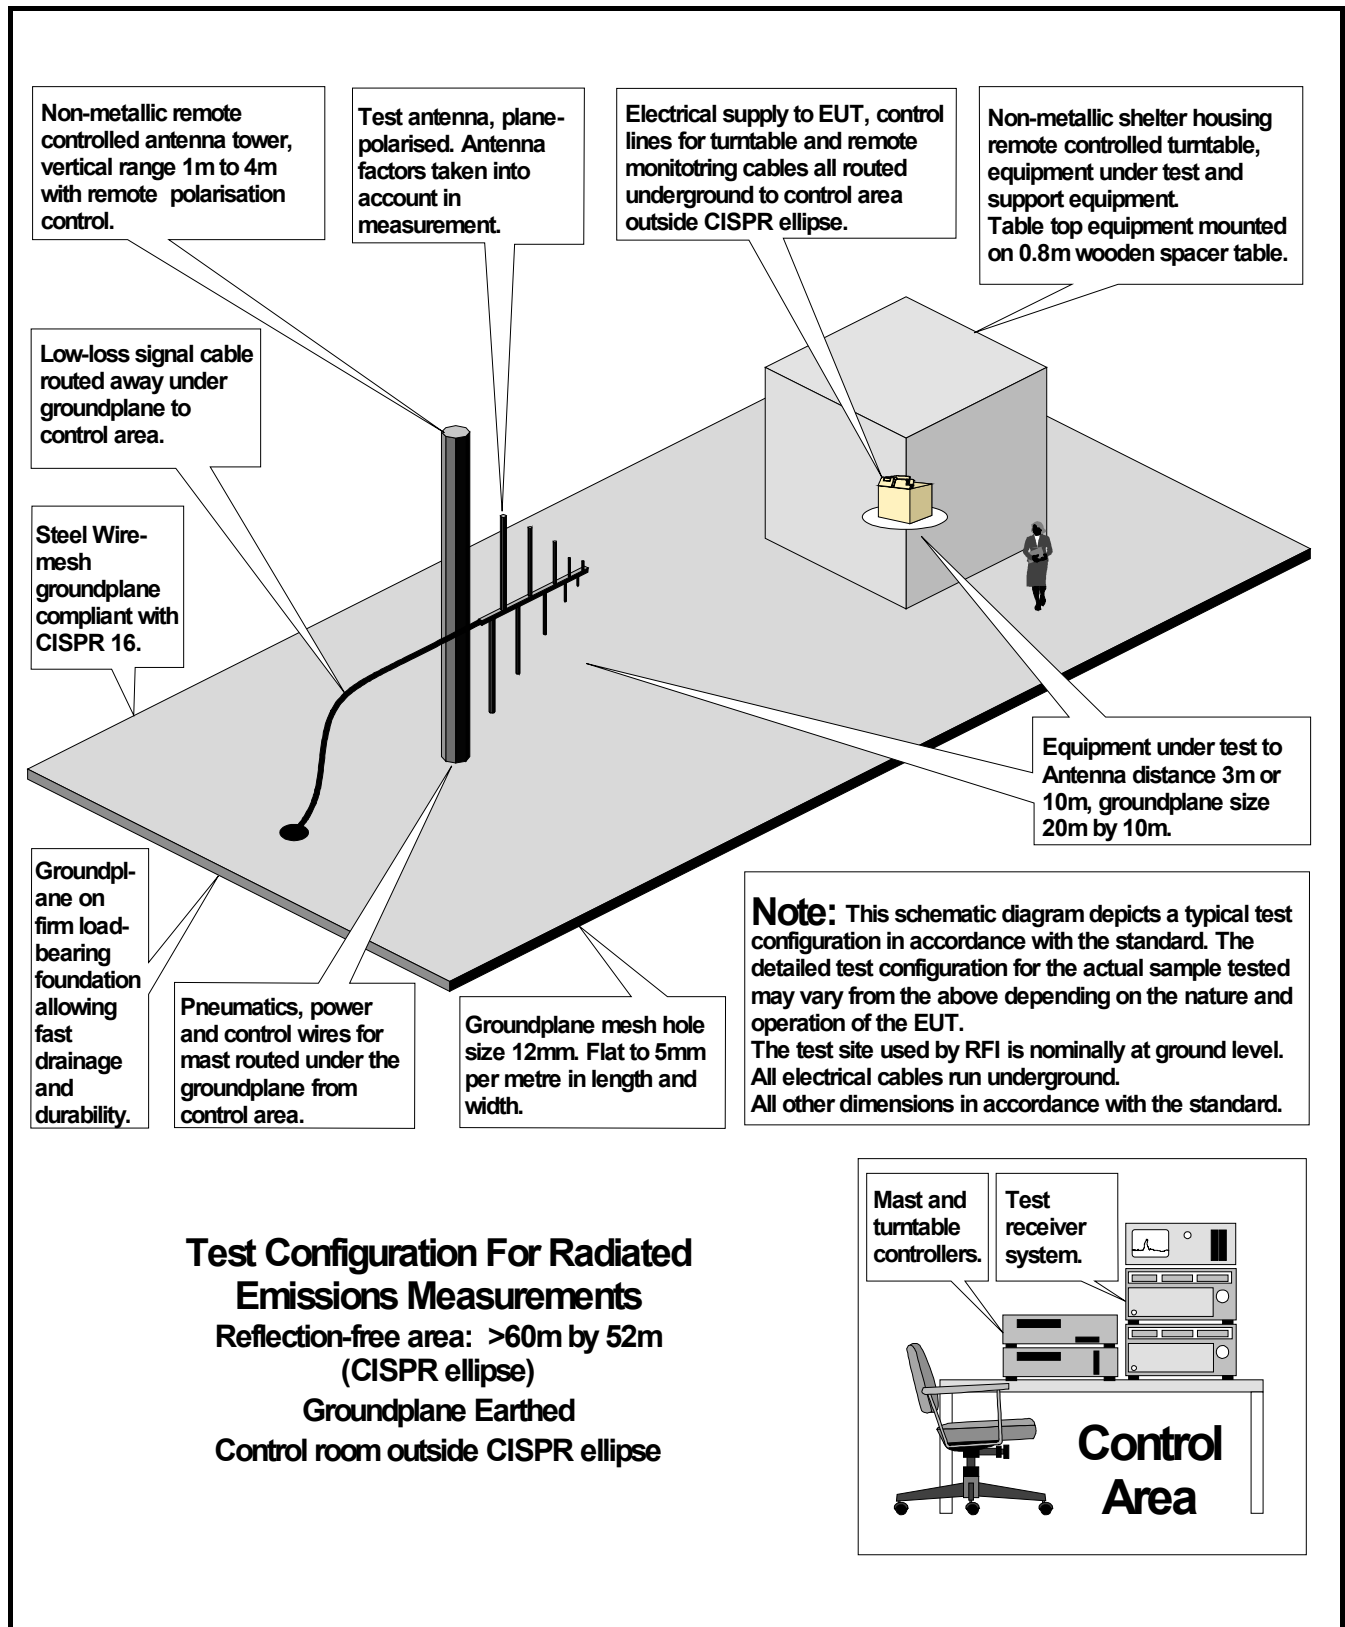 Non-metallic remote
controlled antenna tower,
vertical range 1m to 4m
with remote polarisation
control.
Test antenna, plane-
polarised. Antenna
factors taken into
account in
measurement.
Electrical supply to EUT, control
lines for turntable and remote
monitotring cables all routed
underground to control area
outside CISPR ellipse.
Non-metallic shelter housing
remote controlled turntable,
equipment under test and
support equipment.
Table top equipment mounted
on 0.8m wooden spacer table.
Low-loss signal cable
routed away under
groundplane to
control area.
Steel Wire-
mesh
groundplane
compliant with
CISPR 16.
Equipment under test to
Antenna distance 3m or
10m, groundplane size
20m by 10m.
Groundpl-
ane on
firm load-
bearing
foundation
allowing
fast
drainage
and
durability.
Pneumatics, power
and control wires for
mast routed under the
groundplane from
control area.
Groundplane mesh hole
size 12mm. Flat to 5mm
per metre in length and
width.
Note: This schematic diagram depicts a typical test
configuration in accordance with the standard. The
detailed test configuration for the actual sample tested
may vary from the above depending on the nature and
operation of the EUT.
The test site used by RFI is nominally at ground level.
All electrical cables run underground.
All other dimensions in accordance with the standard.
Test Configuration For Radiated
Emissions Measurements
Reflection-free area: >60m by 52m
(CISPR ellipse)
Groundplane Earthed
Control room outside CISPR ellipse
Mast and
turntable
controllers.
Test
receiver
system.
Control
Area